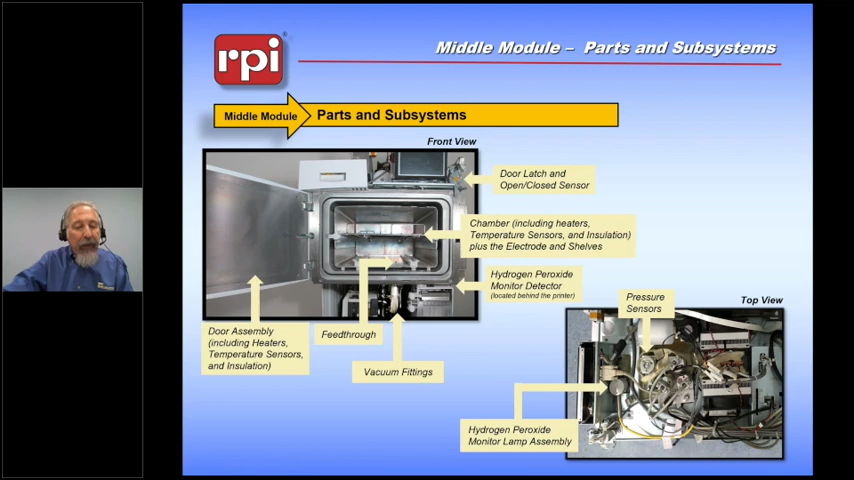 rpi
®
Middle Module – Parts and Subsystems
Middle Module
Parts and Subsystems
Front View
Door Latch and
Open/Closed Sensor
Chamber (including heaters,
Temperature Sensors, and Insulation)
plus the Electrode and Shelves
Hydrogen Peroxide
Monitor Detector
(located behind the printer)
Pressure
Sensors
Top View
Door Assembly
(including Heaters,
Temperature Sensors,
and Insulation)
Feedthrough
Vacuum Fittings
Hydrogen Peroxide
Monitor Lamp Assembly